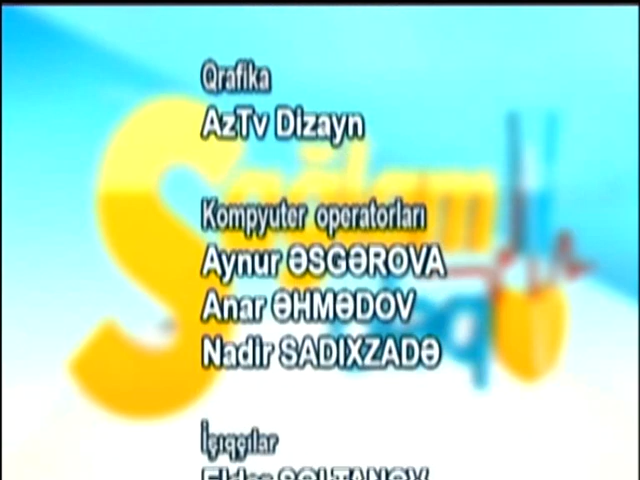 Qrafika
AzTv Dizayn
Kompyuter operatorları
Aynur ƏSGƏROVA
Anar ƏHMƏDOV
Nadir SADIXZADƏ
İşıqçılar